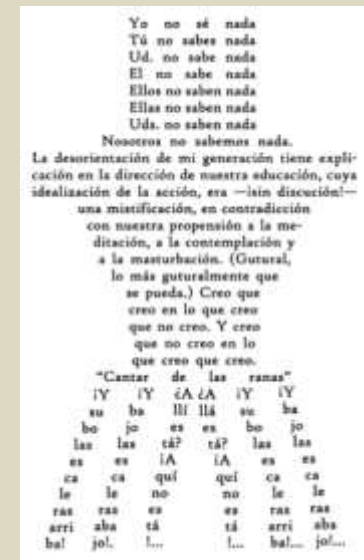 Yo no sé nada
Tú no sabes nada
Ud. no sabe nada
El no sabe nada
Ellos no saben nada
Ellas no saben nada
Uds. no saben nada
Nosotros no sabemos nada.
La desorientación de mi generación tiene expli-
cación en la dirección de nuestra educación, cuya
idealización de la acción, era —¡sin discusión!—
una mistificación, en contradicción
con nuestra propensión a la me-
ditación, a la contemplación y
a la masturbación. (Gutural,
lo más guturalmente que
se pueda.) Creo que
creo en lo que creo
que no creo. Y creo
que no creo en lo
que creo que creo.
"Cantar de las ranas"
¡Y ¡Y ¿A ¿A ¡Y ¡Y
su ba llí llá su ba
bo jo es es bo jo
las las tá? tá? las las
es es ¡A ¡A es es
ca ca quí quí ca ca
le le no no le le
ras ras es es ras ras
arri aba tá tá arri aba
ba! jo!. !... !... ba!... jo!...